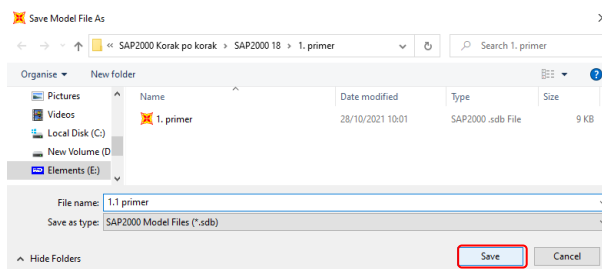 Save Model File As
« SAP2000 Korak po korak › SAP2000 18 › 1. primer
Search 1. primer
Organise New folder
Name Date modified Type Size
Pictures
Videos
Local Disk (C:)
New Volume (D
Elements (E:)
1. primer 28/10/2021 10:01 SAP2000 .sdb File 9 KB
File name: 1.1 primer
Save as type: SAP2000 Model Files (*.sdb)
Hide Folders Save Cancel